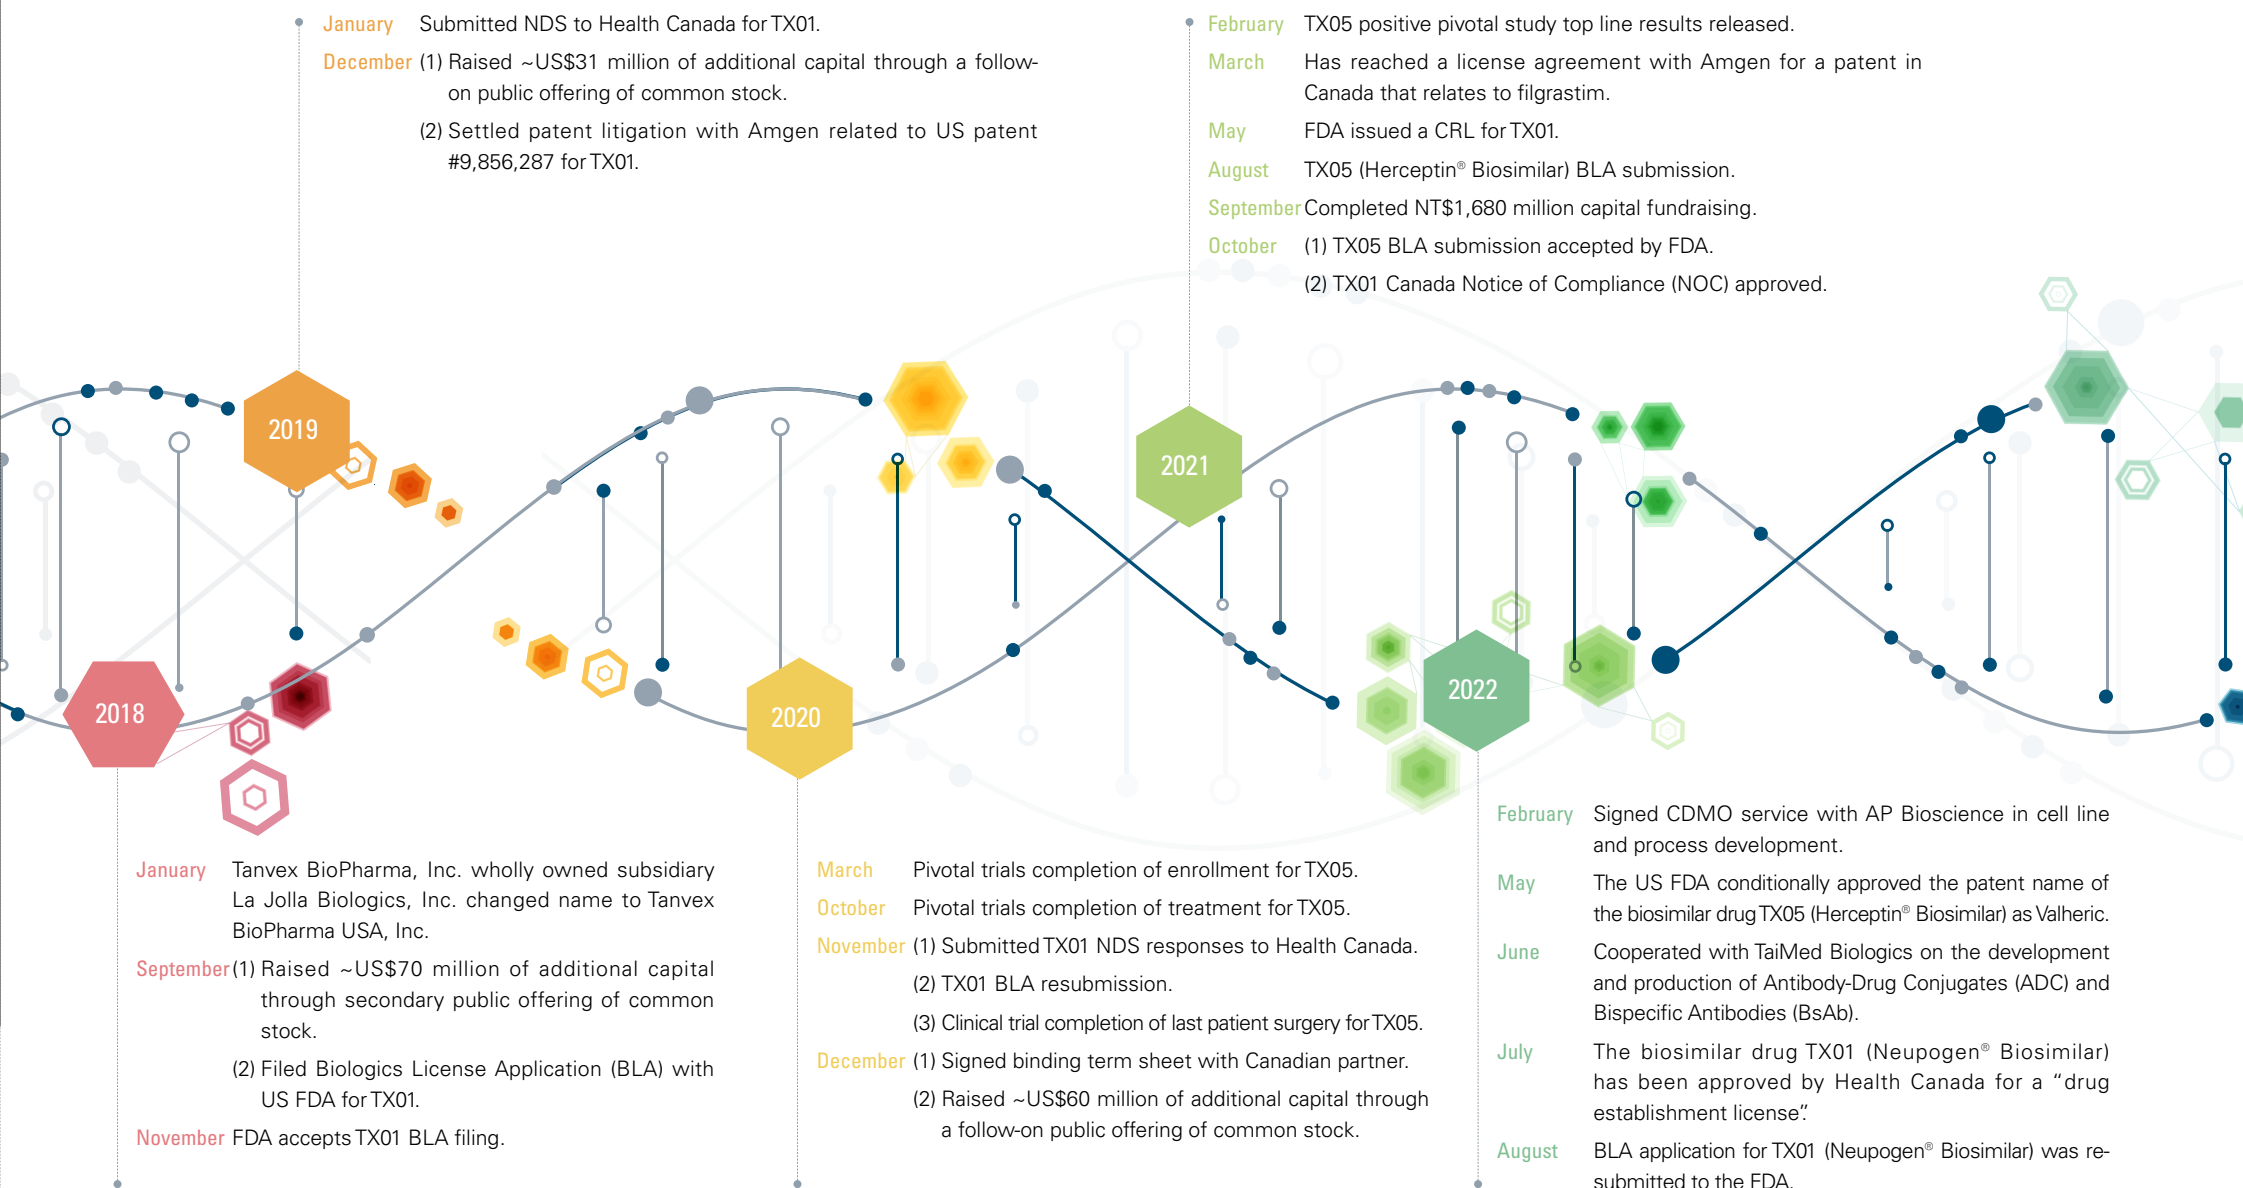 January Submitted NDS to Health Canada for TX01.
December (1) Raised ~US$31 million of additional capital through a follow-
on public offering of common stock.
(2) Settled patent litigation with Amgen related to US patent
#9,856,287 for TX01.
February TX05 positive pivotal study top line results released.
March Has reached a license agreement with Amgen for a patent in
Canada that relates to filgrastim.
May FDA issued a CRL for TX01.
August TX05 (Herceptin® Biosimilar) BLA submission.
September Completed NT$1,680 million capital fundraising.
October (1) TX05 BLA submission accepted by FDA.
(2) TX01 Canada Notice of Compliance (NOC) approved.
2019
2021
2018
2020
2022
January Tanvex BioPharma, Inc. wholly owned subsidiary
La Jolla Biologics, Inc. changed name to Tanvex
BioPharma USA, Inc.
September (1) Raised ~US$70 million of additional capital
through secondary public offering of common
stock.
(2) Filed Biologics License Application (BLA) with
US FDA for TX01.
November FDA accepts TX01 BLA filing.
March Pivotal trials completion of enrollment for TX05.
October Pivotal trials completion of treatment for TX05.
November (1) Submitted TX01 NDS responses to Health Canada.
(2) TX01 BLA resubmission.
(3) Clinical trial completion of last patient surgery for TX05.
December (1) Signed binding term sheet with Canadian partner.
(2) Raised ~US$60 million of additional capital through
a follow-on public offering of common stock.
February Signed CDMO service with AP Bioscience in cell line
and process development.
May The US FDA conditionally approved the patent name of
the biosimilar drug TX05 (Herceptin® Biosimilar) as Valheric.
June Cooperated with TaiMed Biologics on the development
and production of Antibody-Drug Conjugates (ADC) and
Bispecific Antibodies (BsAb).
July The biosimilar drug TX01 (Neupogen® Biosimilar)
has been approved by Health Canada for a “drug
establishment license”.
August BLA application for TX01 (Neupogen® Biosimilar) was re-
submitted to the FDA.